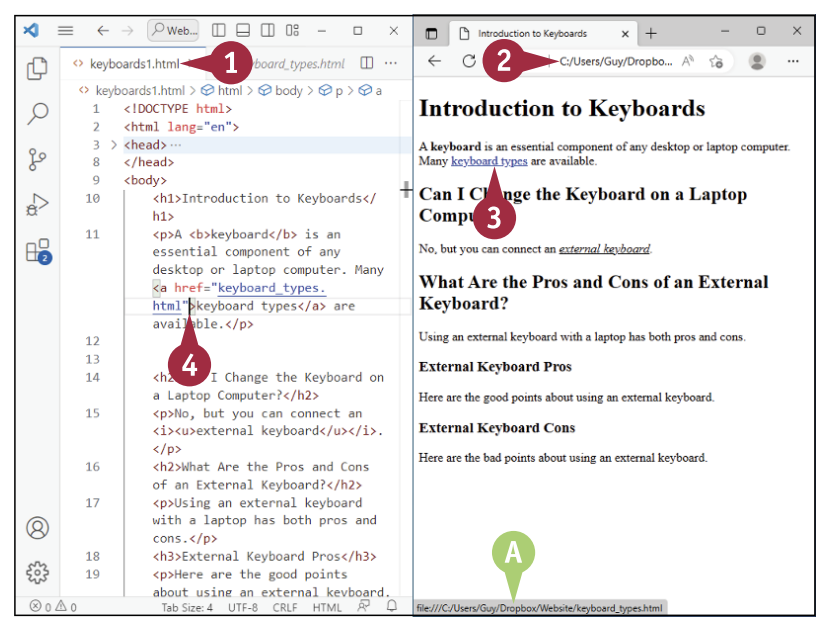 Web...
keyboards1.html
board_types.html
...
keyboards1.html > html > body > p > a
1 <!DOCTYPE html>
2 <html lang="en">
3 > <head>...
8 </head>
9 <body>
10 <h1>Introduction to Keyboards</
h1>
11 <p>A <b>keyboard</b> is an
essential component of any
desktop or laptop computer. Many
<a href="keyboard_types.
html">keyboard types</a> are
available.</p>
12
13
14 <h2> I Change the Keyboard on
a Laptop Computer?</h2>
15 <p>No, but you can connect an
<i><u>external keyboard</u></i>.
</p>
16 <h2>What Are the Pros and Cons
of an External Keyboard?</h2>
17 <p>Using an external keyboard
with a laptop has both pros and
cons.</p>
18 <h3>External Keyboard Pros</h3>
19 <p>Here are the good points
about using an external keyboard.
2
0 0 Tab Size: 4 UTF-8 CRLF HTML
1
4
Introduction to Keyboards
C:/Users/Guy/Dropbo...
2
Introduction to Keyboards
A keyboard is an essential component of any desktop or laptop computer.
Many keyboard types are available.
3
Can I Change the Keyboard on a Laptop
Compu
No, but you can connect an external keyboard.
What Are the Pros and Cons of an External
Keyboard?
Using an external keyboard with a laptop has both pros and cons.
External Keyboard Pros
Here are the good points about using an external keyboard.
External Keyboard Cons
Here are the bad points about using an external keyboard.
A
file:///C:/Users/Guy/Dropbox/Website/keyboard_types.html